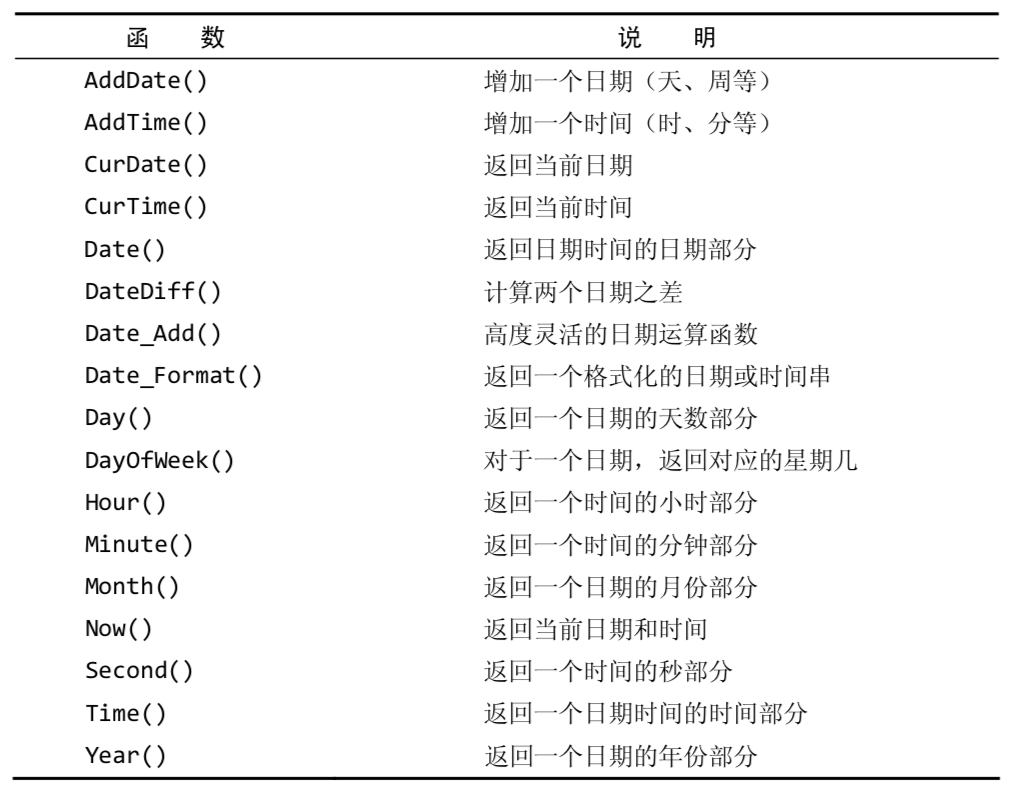 函 数 说 明
AddDate() 增加一个日期（天、周等）
AddTime() 增加一个时间（时、分等）
CurDate() 返回当前日期
CurTime() 返回当前时间
Date() 返回日期时间的日期部分
DateDiff() 计算两个日期之差
Date_Add() 高度灵活的日期运算函数
Date_Format() 返回一个格式化的日期或时间串
Day() 返回一个日期的天数部分
DayOfWeek() 对于一个日期，返回对应的星期几
Hour() 返回一个时间的小时部分
Minute() 返回一个时间的分钟部分
Month() 返回一个日期的月份部分
Now() 返回当前日期和时间
Second() 返回一个时间的秒部分
Time() 返回一个日期时间的时间部分
Year() 返回一个日期的年份部分